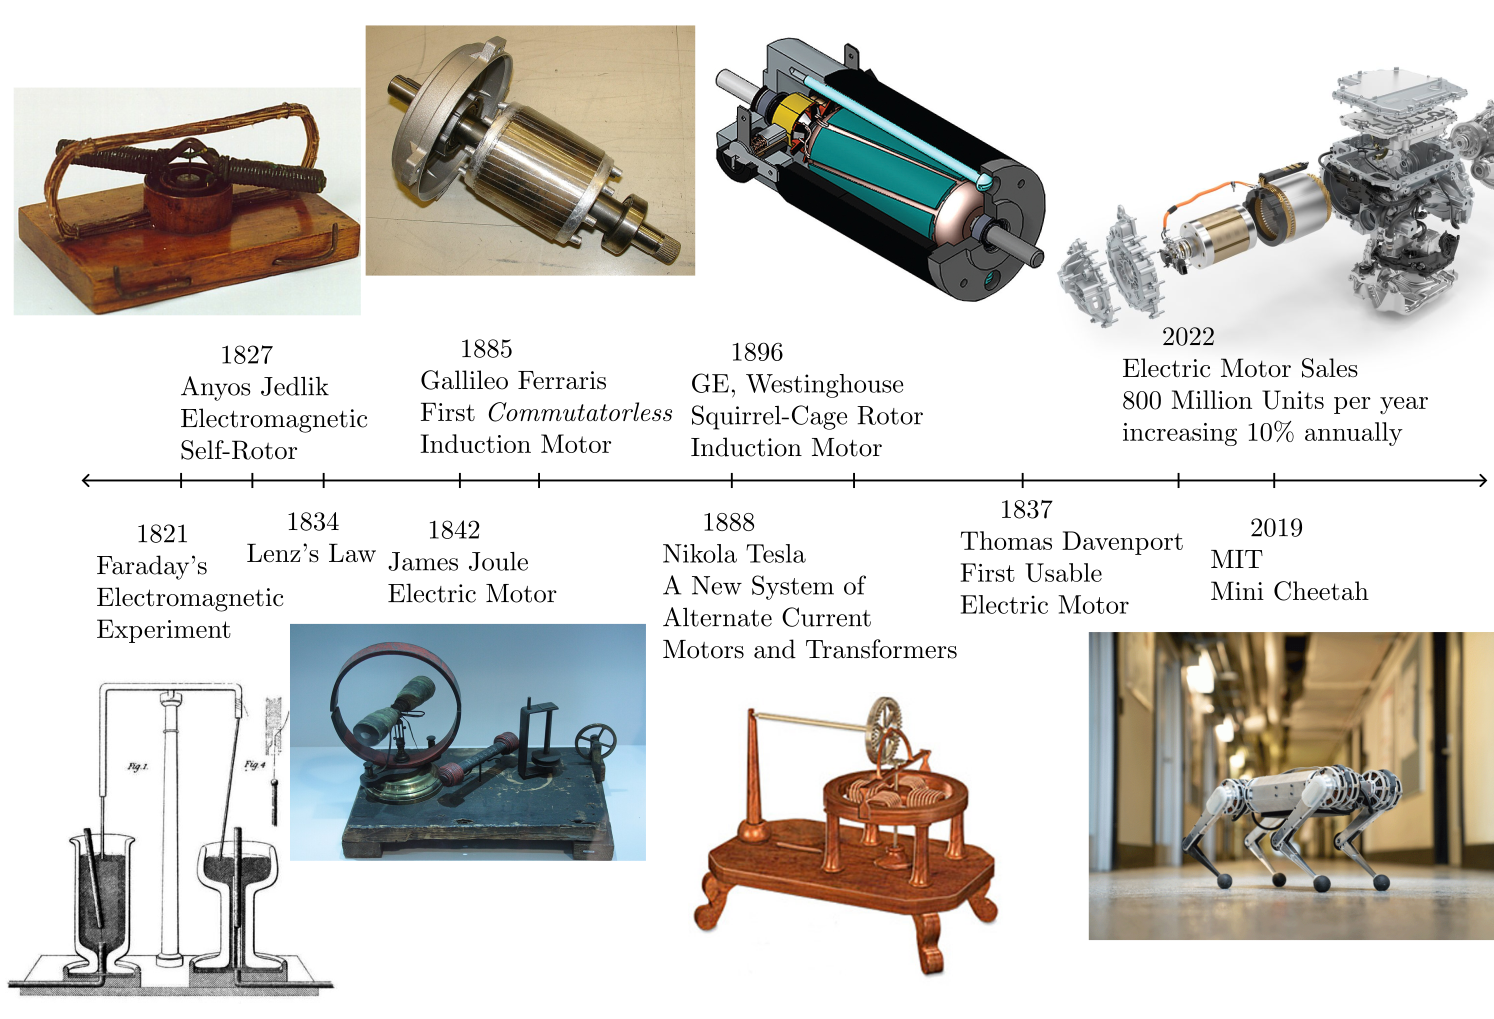 1827
Anyos Jedlik
Electromagnetic
Self-Rotor
1885
Gallileo Ferraris
First Commutatorless
Induction Motor
1896
GE, Westinghouse
Squirrel-Cage Rotor
Induction Motor
2022
Electric Motor Sales
800 Million Units per year
increasing 10% annually
1821
Faraday's
Electromagnetic
Experiment
1834
Lenz's Law
1842
James Joule
Electric Motor
1888
Nikola Tesla
A New System of
Alternate Current
Motors and Transformers
1837
Thomas Davenport
First Usable
Electric Motor
2019
MIT
Mini Cheetah
Fig.1.
Fig.4